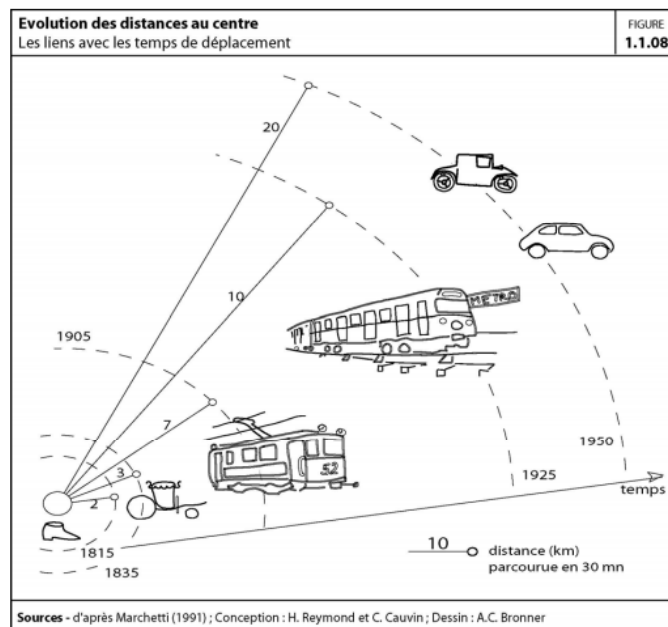 Evolution des distances au centre
Les liens avec les temps de déplacement
FIGURE
1.1.08
20
10
METRO
1905
7
3
52
2
1950
1925
temps
1815
1835
10
distance (km)
parcourue en 30 mn
Sources - d'après Marchetti (1991) ; Conception : H. Reymond et C. Cauvin ; Dessin : A.C. Bronner